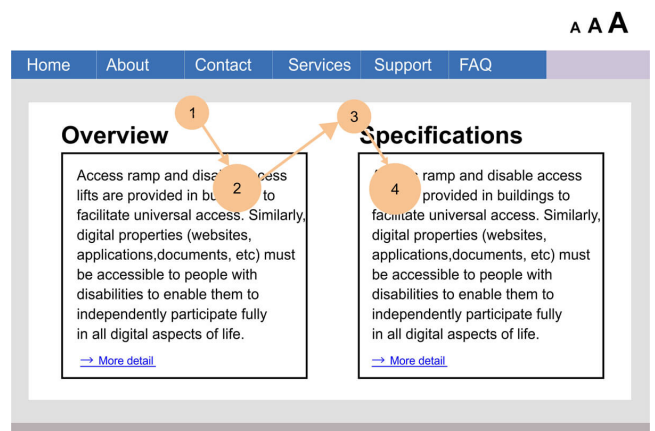 A A A
Home About Contact Services Support FAQ
1
3
Overview
Specifications
Access ramp and
lifts are provided in to
facilitate universal access. Similarly,
digital properties (websites,
applications,documents, etc) must
be accessible to people with
disabilities to enable them to
independently participate fully
in all digital aspects of life.
→ More detail
2
ramp and disable access
provided in buildings to
facilitate universal access. Similarly,
digital properties (websites,
applications,documents, etc) must
be accessible to people with
disabilities to enable them to
independently participate fully
in all digital aspects of life.
→ More detail
4